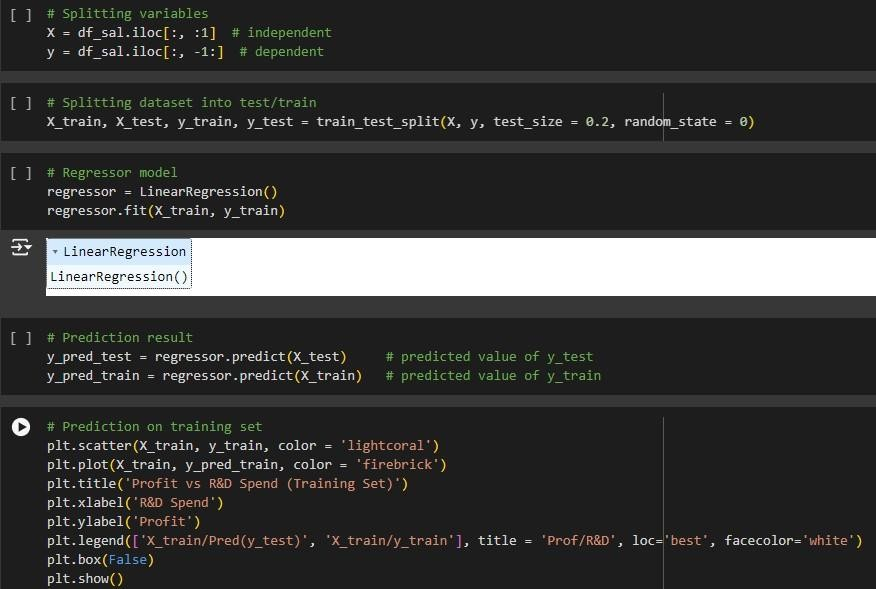 [ ] # Splitting variables
X = df_sal.iloc[:, :1]  # independent
y = df_sal.iloc[:, -1:]  # dependent
[ ] # Splitting dataset into test/train
X_train, X_test, y_train, y_test = train_test_split(X, y, test_size = 0.2, random_state = 0)
[ ] # Regressor model
regressor = LinearRegression()
regressor.fit(X_train, y_train)
LinearRegression
LinearRegression()
[ ] # Prediction result
y_pred_test = regressor.predict(X_test)     # predicted value of y_test
y_pred_train = regressor.predict(X_train)   # predicted value of y_train
# Prediction on training set
plt.scatter(X_train, y_train, color = 'lightcoral')
plt.plot(X_train, y_pred_train, color = 'firebrick')
plt.title('Profit vs R&D Spend (Training Set)')
plt.xlabel('R&D Spend')
plt.ylabel('Profit')
plt.legend(['X_train/Pred(y_test)', 'X_train/y_train'], title = 'Prof/R&D', loc='best', facecolor='white')
plt.box(False)
plt.show()